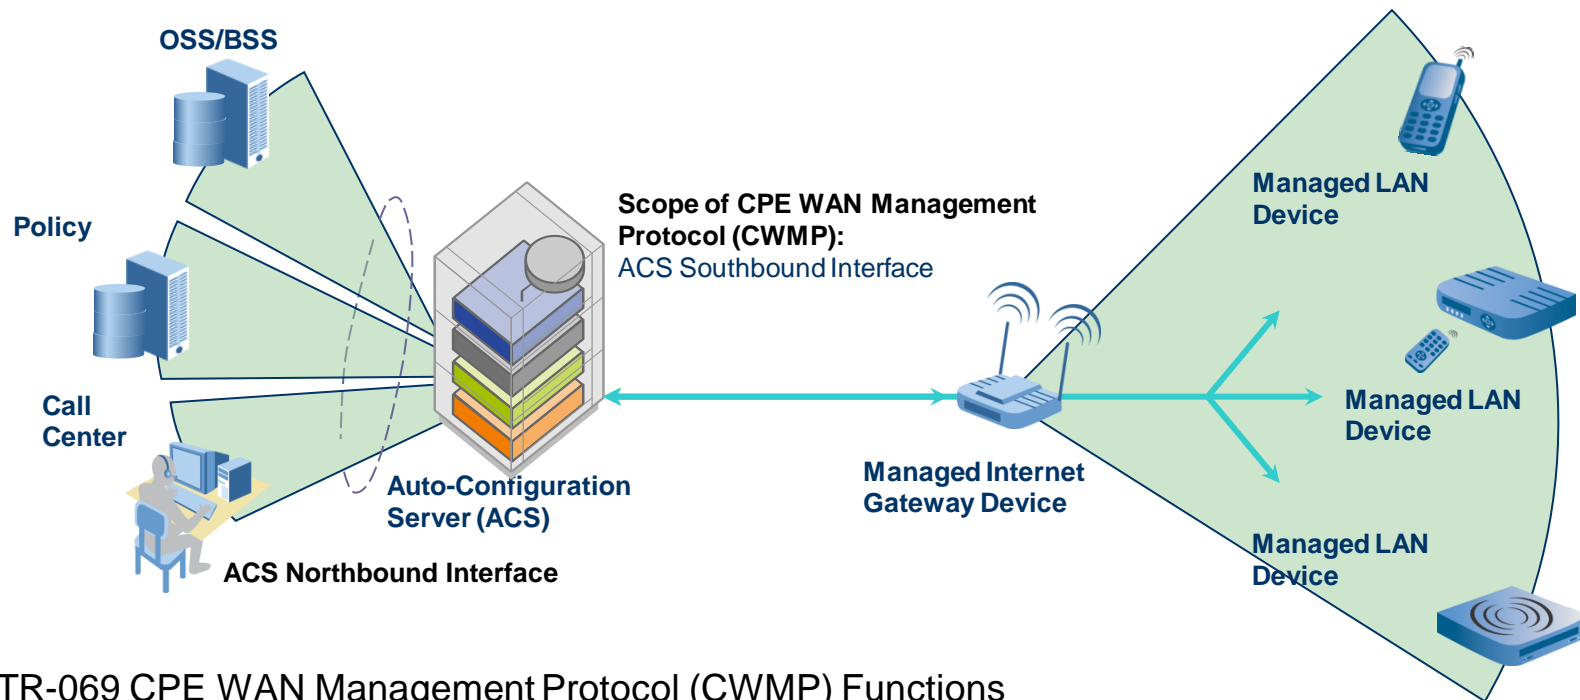 OSS/BSS
Policy
Call
Center
Auto-Configuration
Server (ACS)
ACS Northbound Interface
Scope of CPE WAN Management
Protocol (CWMP):
ACS Southbound Interface
Managed Internet
Gateway Device
Managed LAN
Device
Managed LAN
Device
Managed LAN
Device
TR-069 CPE WAN Management Protocol (CWMP) Functions